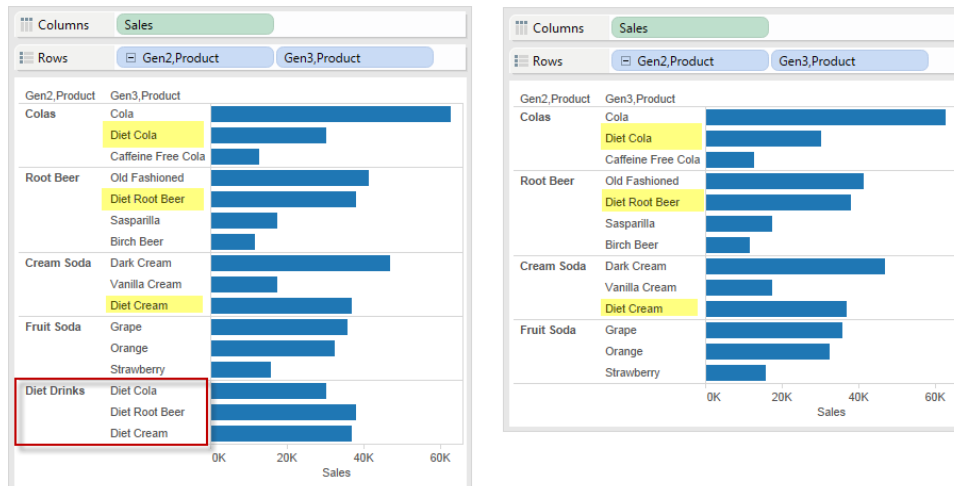 Columns Sales
Rows Gen2,Product Gen3,Product
Gen2,Product Gen3,Product
Colas Cola
Diet Cola
Caffeine Free Cola
Root Beer Old Fashioned
Diet Root Beer
Sasparilla
Birch Beer
Cream Soda Dark Cream
Vanilla Cream
Diet Cream
Fruit Soda Grape
Orange
Strawberry
Diet Drinks Diet Cola
Diet Root Beer
Diet Cream
0K 20K 40K 60K
Sales
Columns Sales
Rows Gen2,Product Gen3,Product
Gen2,Product Gen3,Product
Colas Cola
Diet Cola
Caffeine Free Cola
Root Beer Old Fashioned
Diet Root Beer
Sasparilla
Birch Beer
Cream Soda Dark Cream
Vanilla Cream
Diet Cream
Fruit Soda Grape
Orange
Strawberry
0K 20K 40K 60K
Sales